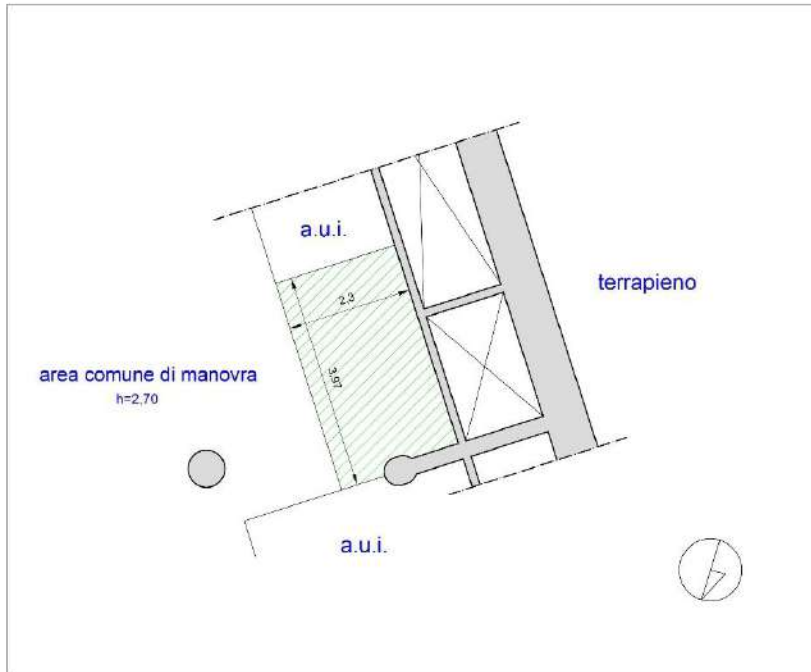 a.u.i.
terrapieno
2,3
3,97
area comune di manovra
h=2,70
a.u.i.